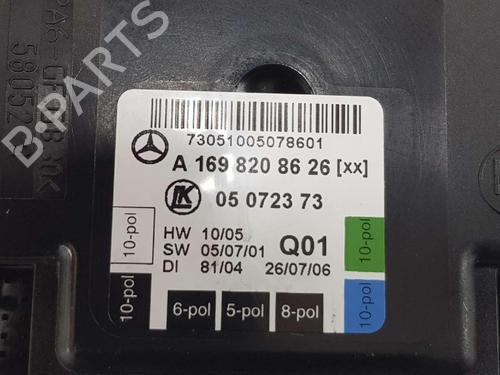 73051005078601
A 169 820 86 26 [xx]
LK 05 0723 73
HW 10/05
SW 05/07/01 Q01
DI 81/04 26/07/06
10-pol
10-pol
10-pol
10-pol
6-pol 5-pol 8-pol
B-PARTS